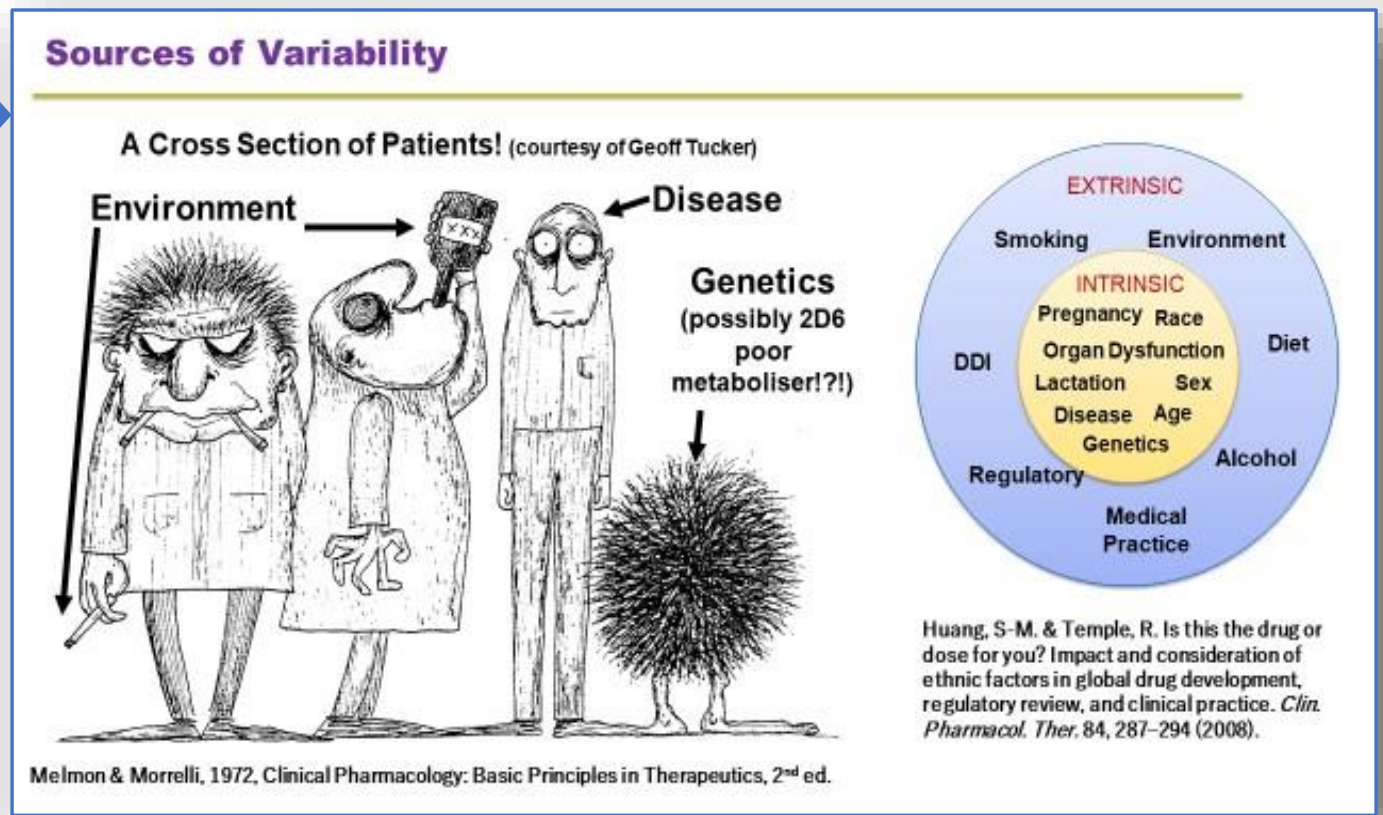 Sources of Variability
A Cross Section of Patients! (courtesy of Geoff Tucker)
Environment
Disease
Genetics
(possibly 2D6
poor
metaboliser!?!)
xxx
EXTRINSIC
Smoking Environment
INTRINSIC
Pregnancy Race
Organ Dysfunction
Lactation Sex
Disease Age
Genetics
DDI
Diet
Regulatory
Alcohol
Medical
Practice
Huang, S-M. & Temple, R. Is this the drug or
dose for you? Impact and consideration of
ethnic factors in global drug development,
regulatory review, and clinical practice. Clin.
Pharmacol. Ther. 84, 287–294 (2008).
Melmon & Morrelli, 1972, Clinical Pharmacology: Basic Principles in Therapeutics, 2nd ed.